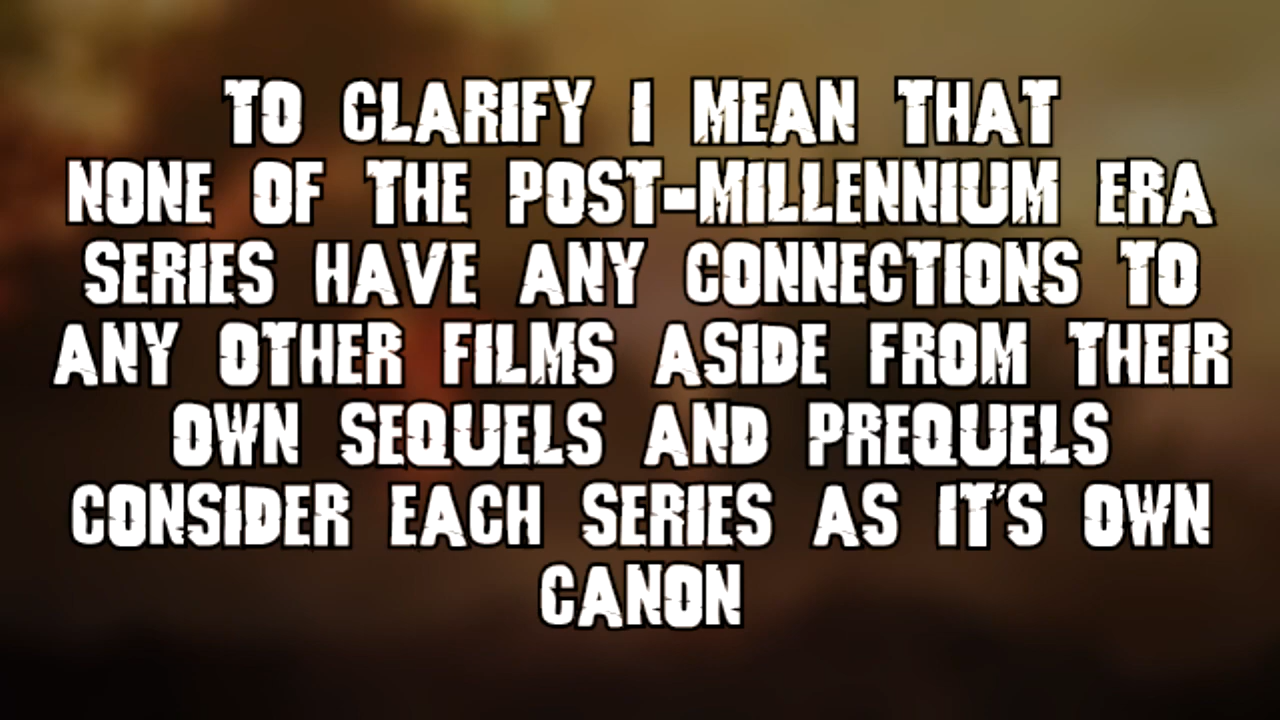 TO CLARIFY I MEAN THAT
NONE OF THE POST-MILLENNIUM ERA
SERIES HAVE ANY CONNECTIONS TO
ANY OTHER FILMS ASIDE FROM THEIR
OWN SEQUELS AND PREQUELS
CONSIDER EACH SERIES AS IT'S OWN
CANON